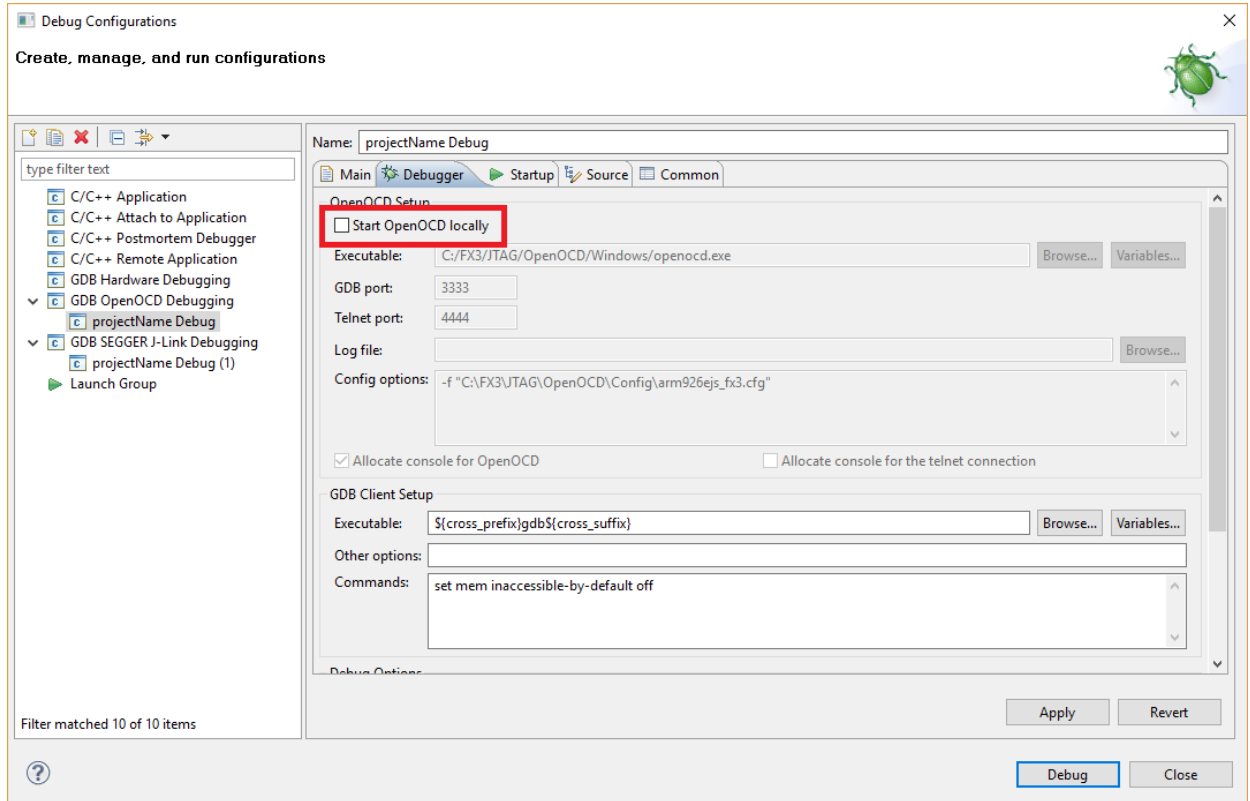 Debug Configurations
Create, manage, and run configurations
type filter text
C/C++ Application
C/C++ Attach to Application
C/C++ Postmortem Debugger
C/C++ Remote Application
GDB Hardware Debugging
GDB OpenOCD Debugging
projectName Debug
GDB SEGGER J-Link Debugging
projectName Debug (1)
Launch Group
Filter matched 10 of 10 items
Name: projectName Debug
Main Debugger Startup Source Common
OpenOCD Setup
Start OpenOCD locally
Executable: C:/FX3/JTAG/OpenOCD/Windows/openocd.exe Browse... Variables...
GDB port: 3333
Telnet port: 4444
Log file: Browse...
Config options: -f "C:\FX3\JTAG\OpenOCD\Config\arm926ejs_fx3.cfg"
Allocate console for OpenOCD Allocate console for the telnet connection
GDB Client Setup
Executable: ${cross_prefix}gdb${cross_suffix} Browse... Variables...
Other options:
Commands: set mem inaccessible-by-default off
Debug Options
Apply Revert
? Debug Close